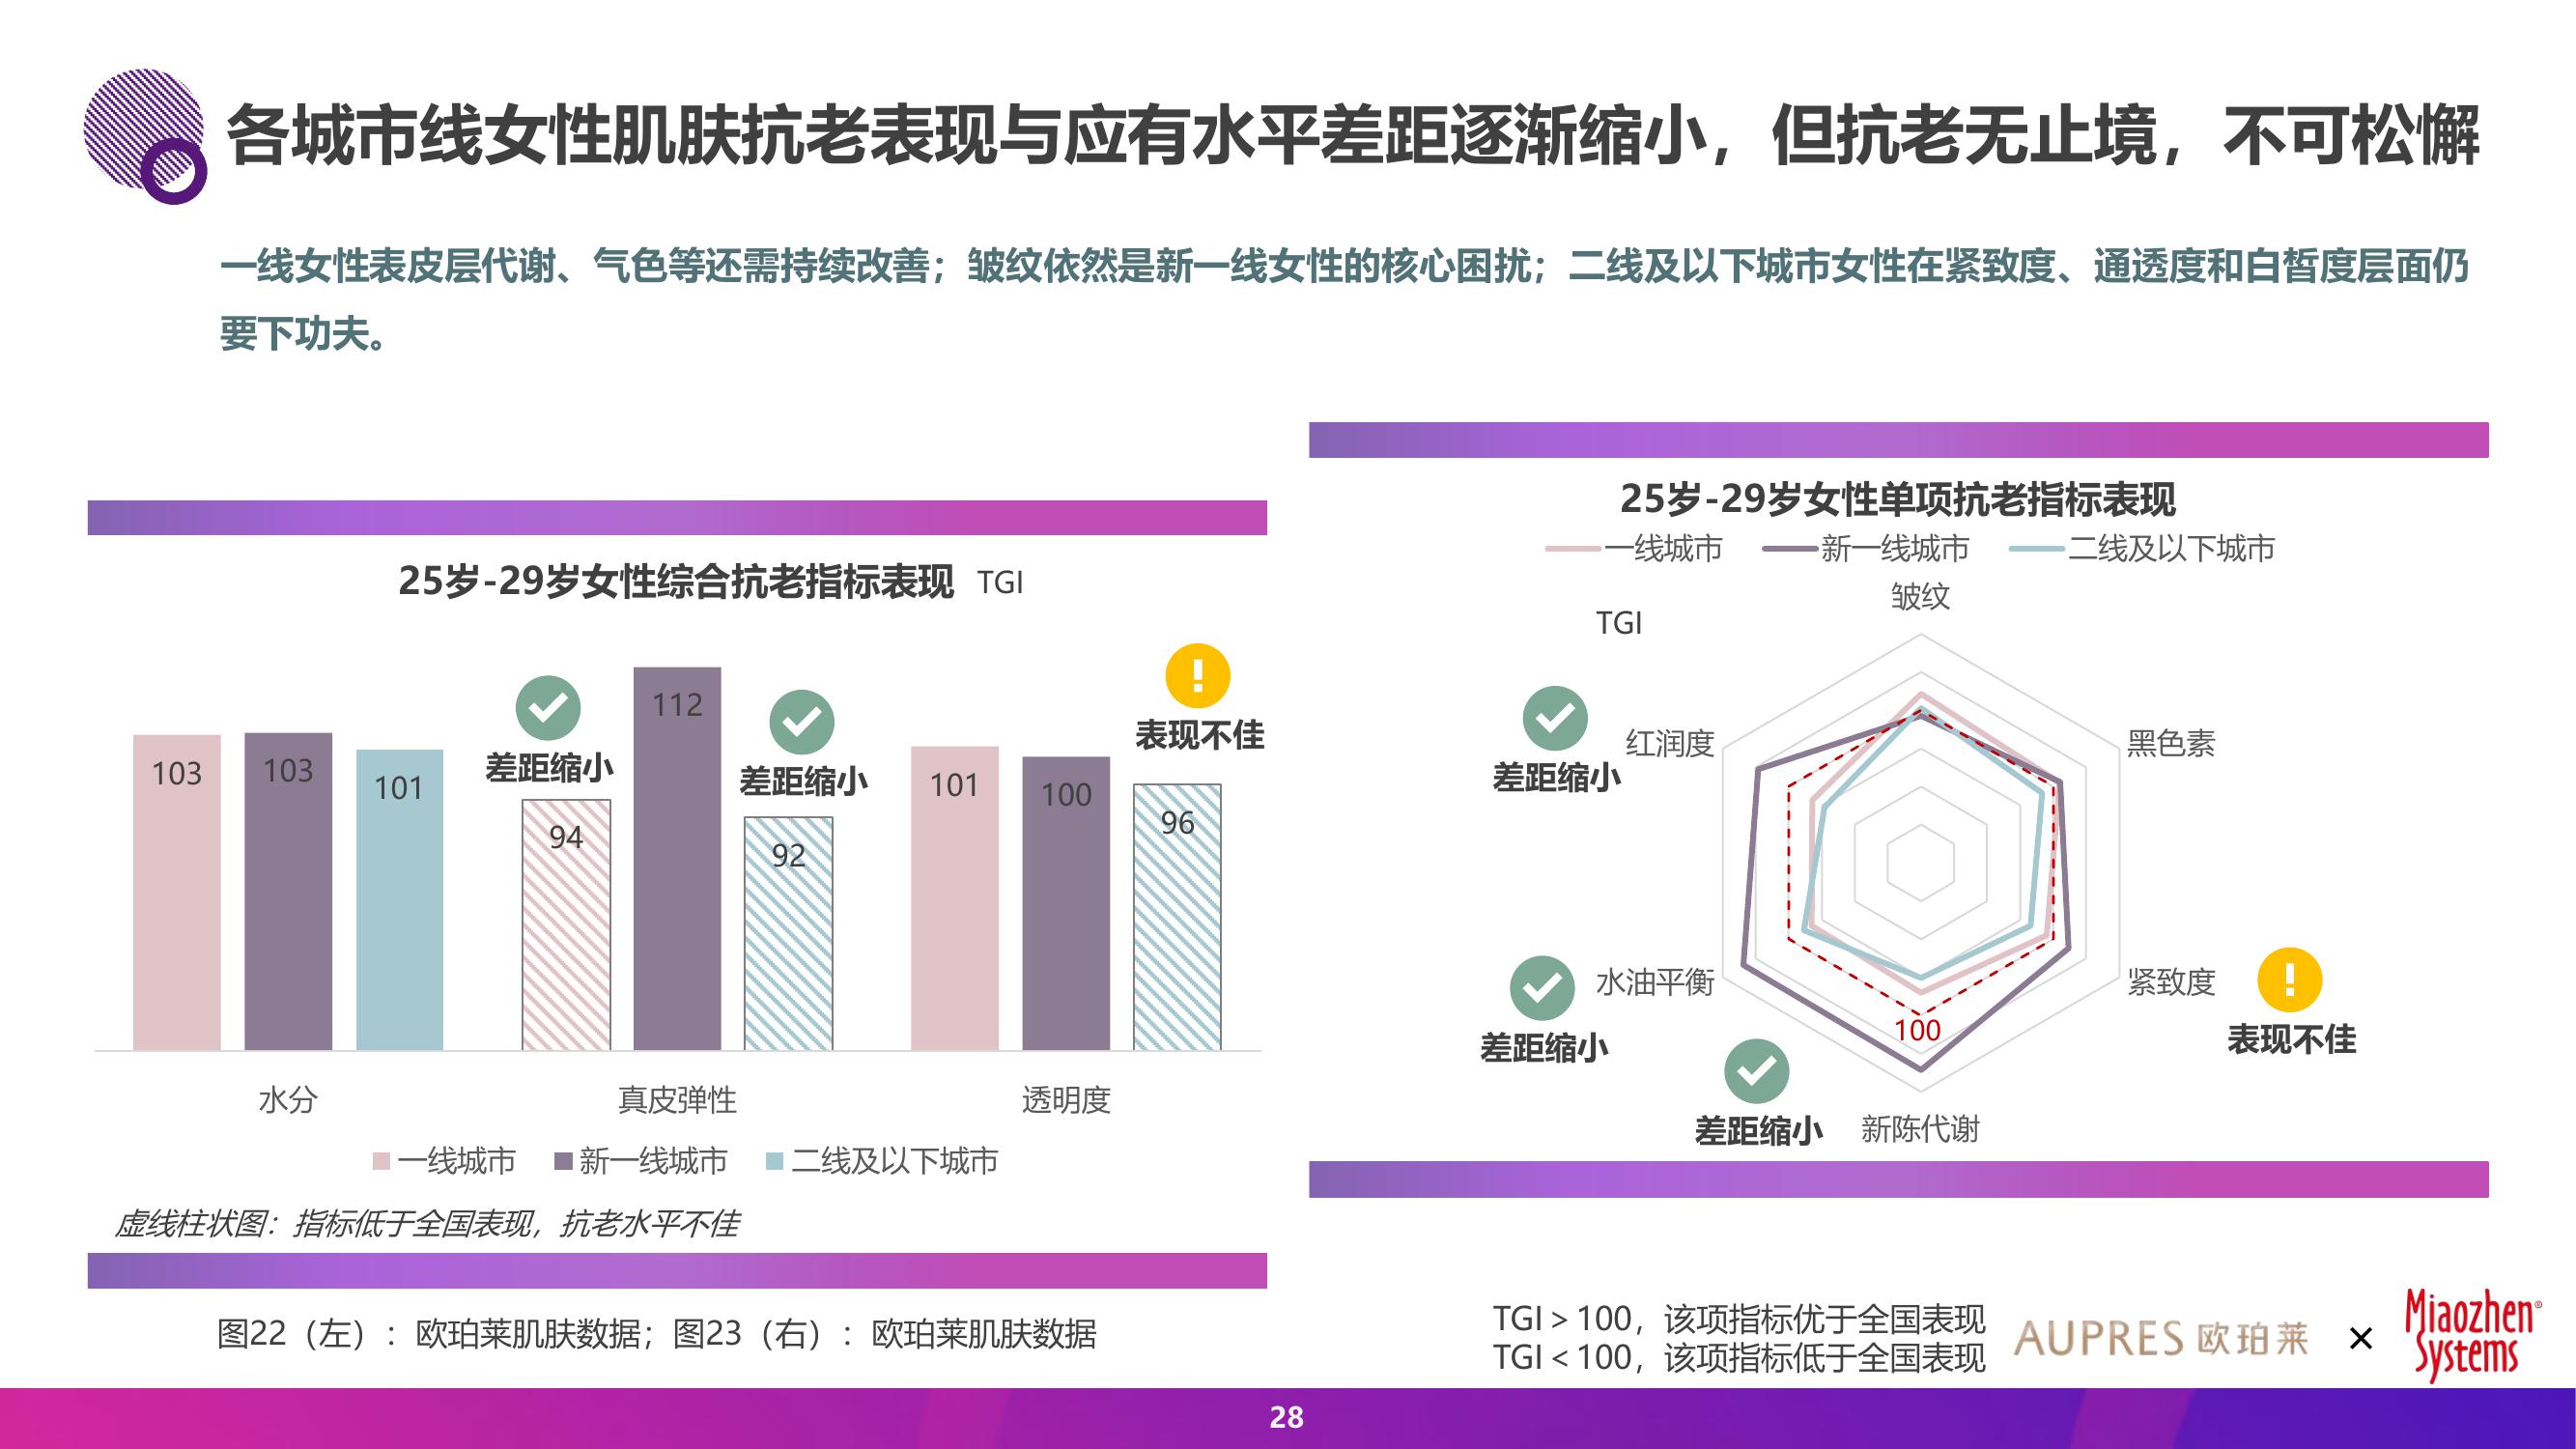 各城市线女性肌肤抗老表现与应有水平差距逐渐缩小，但抗老无止境，不可松懈
一线女性表皮层代谢、气色等还需持续改善；皱纹依然是新一线女性的核心困扰；二线及以下城市女性在紧致度、通透度和白皙度层面仍
要下功夫。
25岁-29岁女性综合抗老指标表现 TGI
103
103
101
差距缩小
94
112
差距缩小
92
101
100
表现不佳
96
水分
真皮弹性
透明度
一线城市 新一线城市 二线及以下城市
虚线柱状图：指标低于全国表现，抗老水平不佳
25岁-29岁女性单项抗老指标表现
一线城市 新一线城市 二线及以下城市
TGI
皱纹
黑色素
紧致度
表现不佳
新陈代谢
差距缩小
水油平衡
差距缩小
红润度
差距缩小
100
图22（左）：欧珀莱肌肤数据；图23（右）：欧珀莱肌肤数据
TGI＞100，该项指标优于全国表现
TGI＜100，该项指标低于全国表现
AUPRES 欧珀莱 × Miaozhen Systems®
28